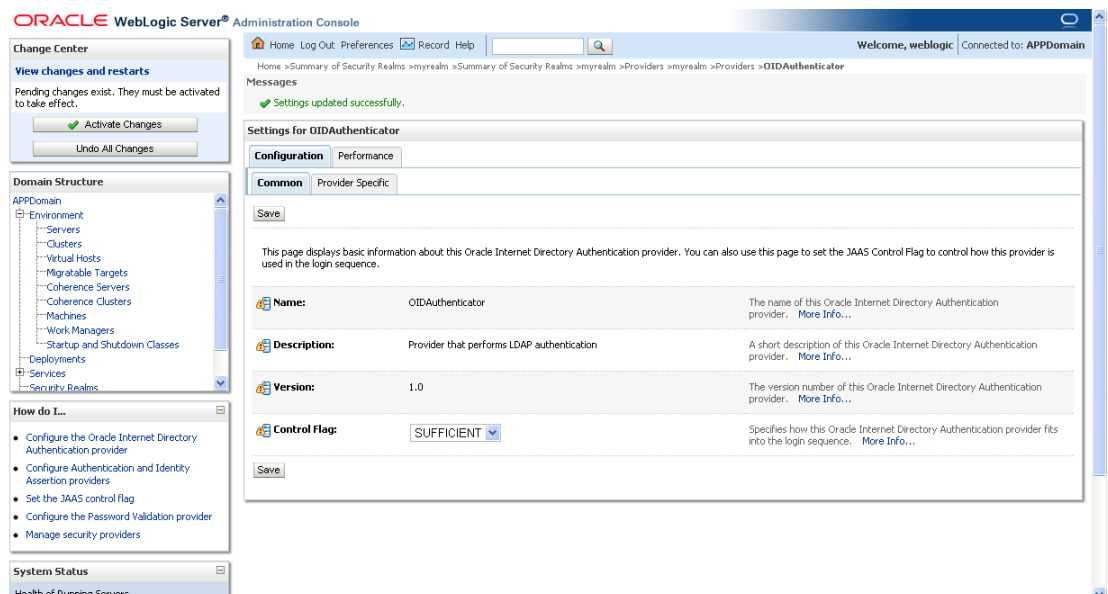 ORACLE WebLogic Server® Administration Console
Change Center
View changes and restarts
Pending changes exist. They must be activated
to take effect.
Activate Changes
Undo All Changes
Domain Structure
APPDomain
Environment
Servers
Clusters
Virtual Hosts
Migratable Targets
Coherence Servers
Coherence Clusters
Machines
Work Managers
Startup and Shutdown Classes
Deployments
Services
Security Realms
How do I...
Configure the Oracle Internet Directory
Authentication provider
Configure Authentication and Identity
Assertion providers
Set the JAAS control flag
Configure the Password Validation provider
Manage security providers
System Status
Health of Running Servers
Home Log Out Preferences Record Help
Welcome, weblogic Connected to: APPDomain
Home >Summary of Security Realms >myrealm >Summary of Security Realms >myrealm >Providers >myrealm >Providers >OIDAuthenticator
Messages
Settings updated successfully.
Settings for OIDAuthenticator
Configuration Performance
Common Provider Specific
Save
This page displays basic information about this Oracle Internet Directory Authentication provider. You can also use this page to set the JAAS Control Flag to control how this provider is
used in the login sequence.
Name: OIDAuthenticator The name of this Oracle Internet Directory Authentication
provider. More Info...
Description: Provider that performs LDAP authentication A short description of this Oracle Internet Directory Authentication
provider. More Info...
Version: 1.0 The version number of this Oracle Internet Directory Authentication
provider. More Info...
Control Flag: SUFFICIENT Specifies how this Oracle Internet Directory Authentication provider fits
into the login sequence. More Info...
Save